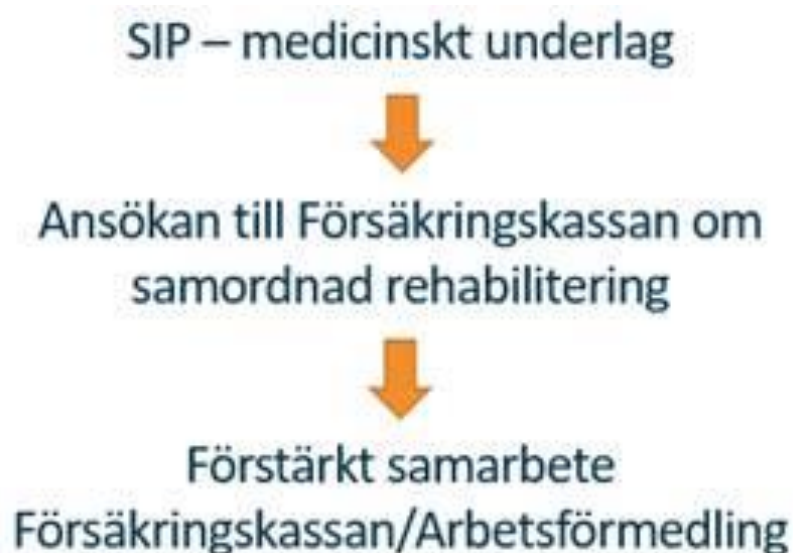 SIP – medicinskt underlag
Ansökan till Försäkringskassan om
samordnad rehabilitering
Förstärkt samarbete
Försäkringskassan/Arbetsförmedling